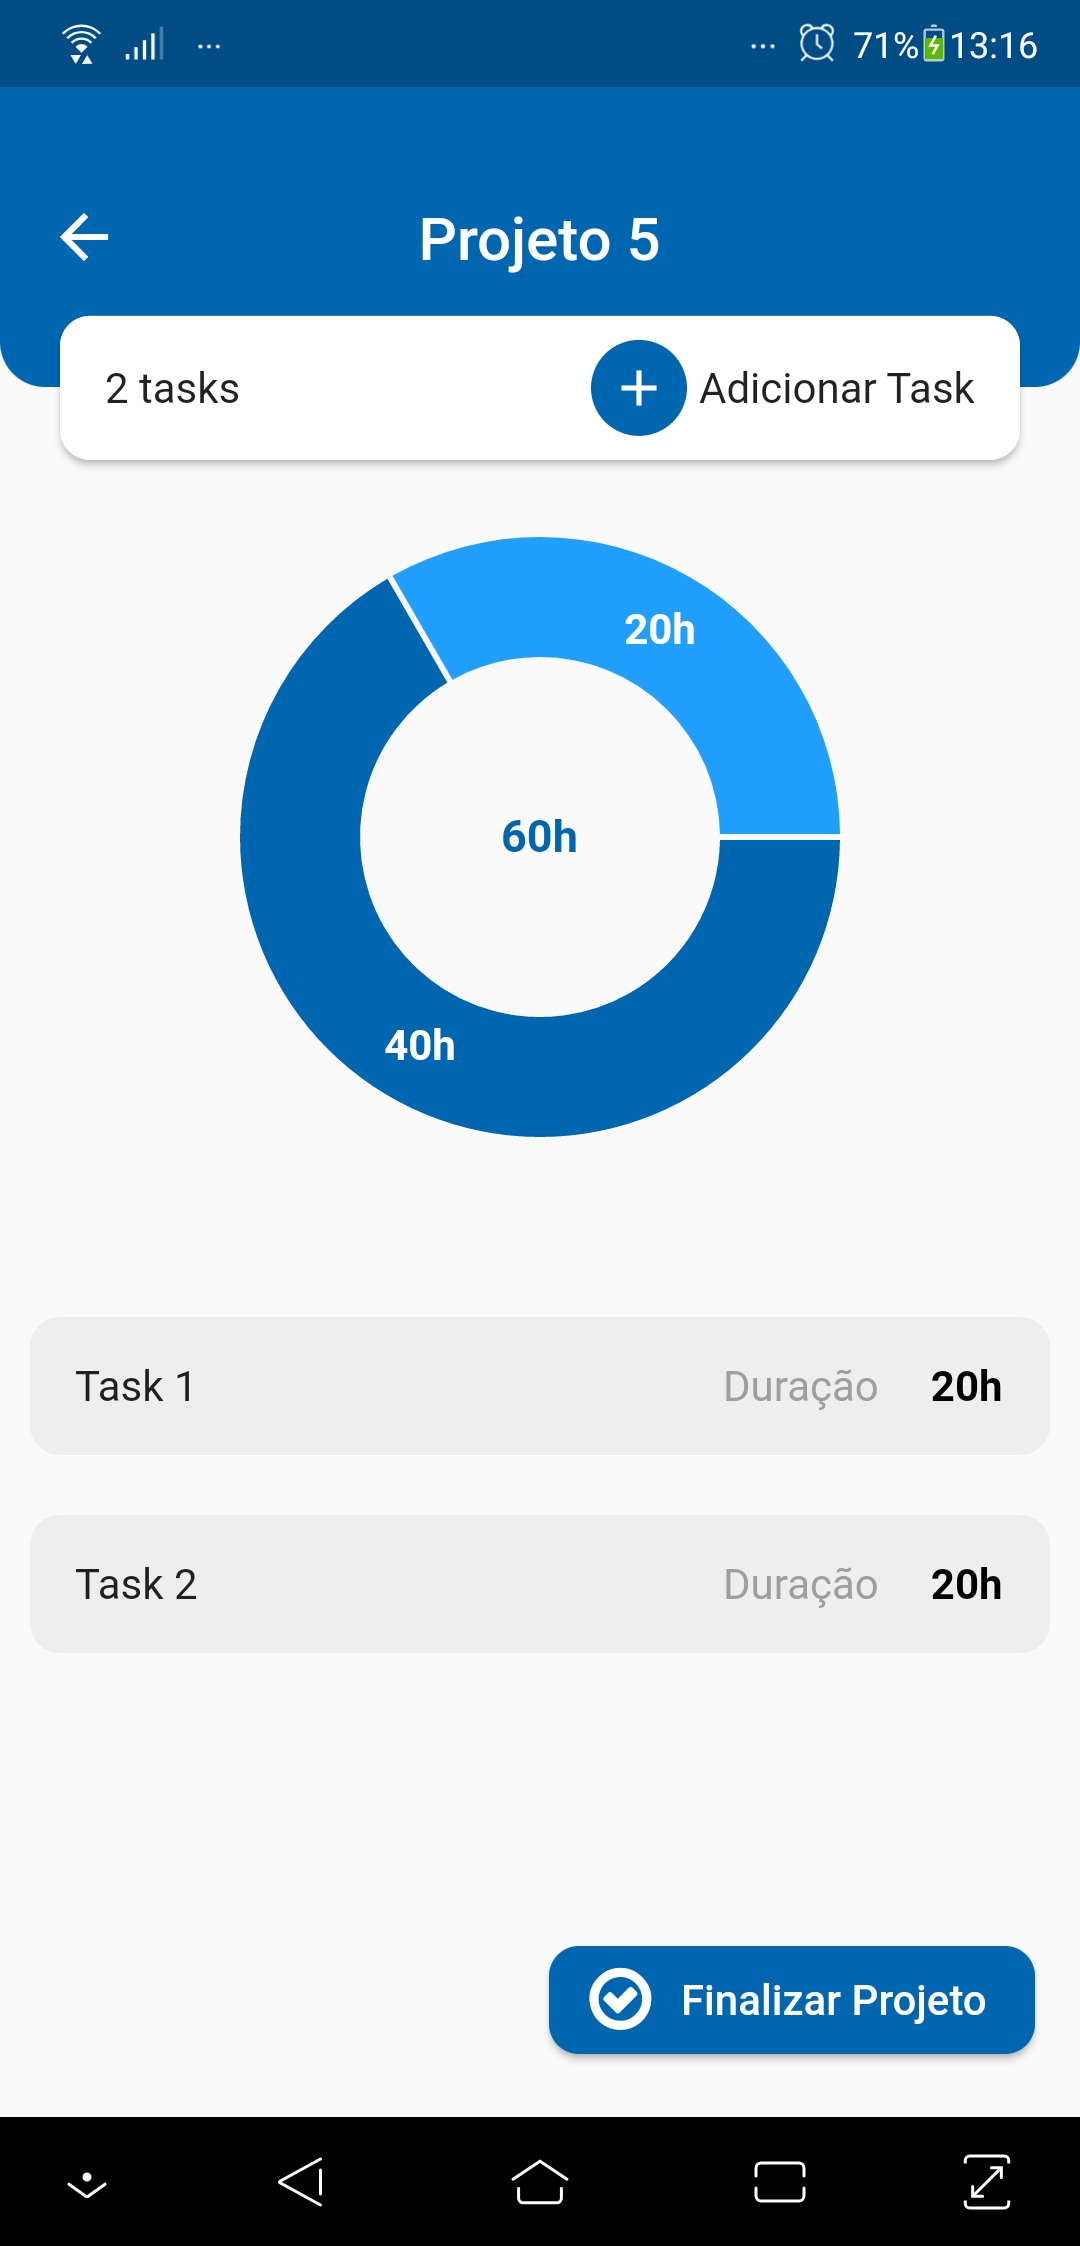 71% 13:16
Projeto 5
2 tasks Adicionar Task
20h
60h
40h
Task 1 Duração 20h
Task 2 Duração 20h
Finalizar Projeto